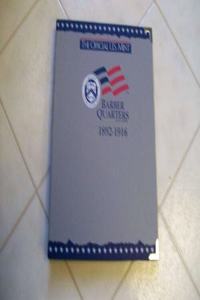 THE OFFICIAL U.S. MINT
BARBER
QUARTERS
1892-1916